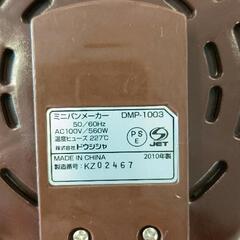 ミニパンメーカー DMP-1003
50/60Hz
AC100V/560W
温度ヒューズ 227℃
株式会社ドウシシャ
PS
E
S
JET
MADE IN CHINA 2010年製
製造番号: KZ02467